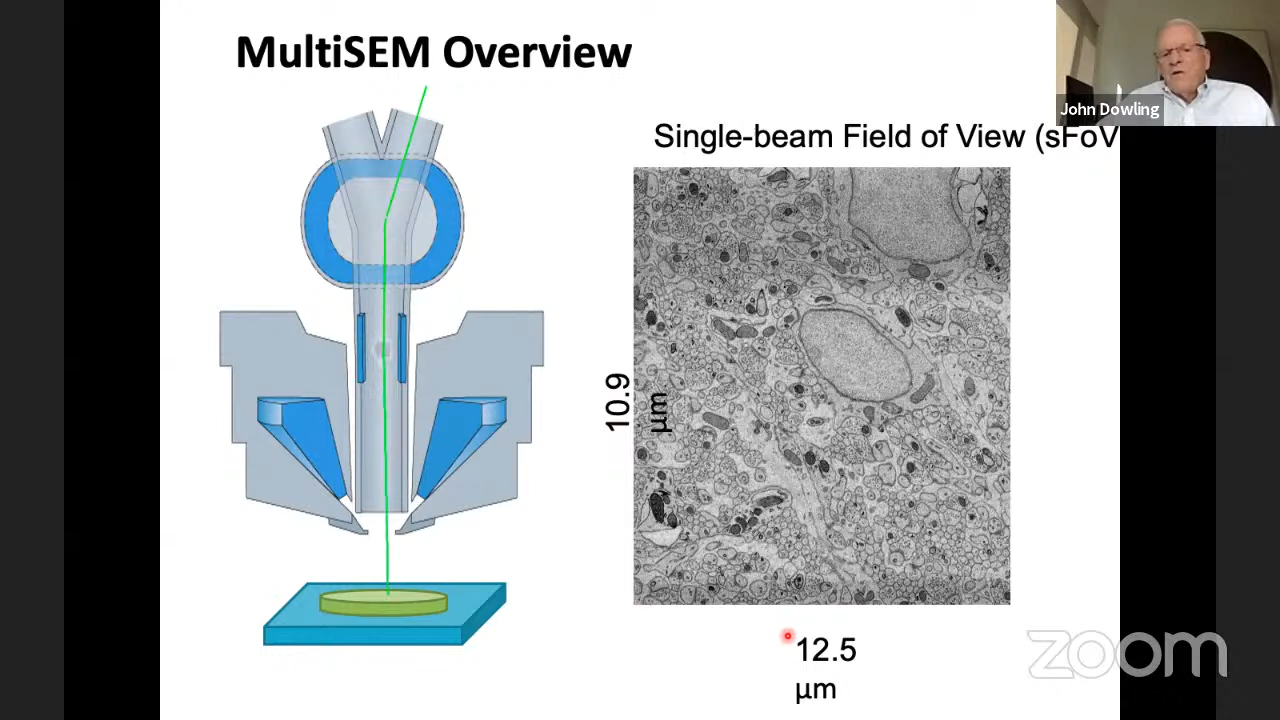 MultiSEM Overview
John Dowling
Single-beam Field of View (sFoV
10.9
µm
12.5
µm
zoom